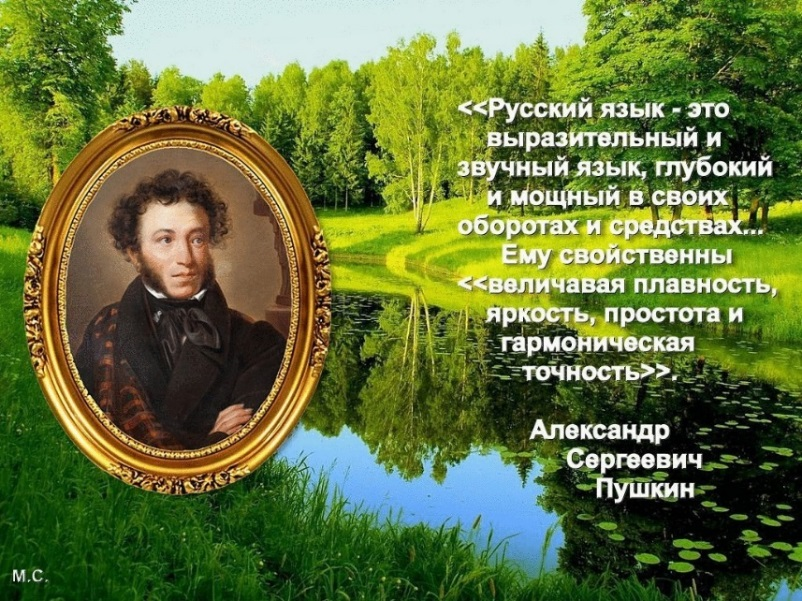 <<Русский язык - это
выразительный и
звучный язык, глубокий
и мощный в своих
оборотах и средствах...
Ему свойственны
<<величавая плавность,
яркость, простота и
гармоническая
точность>>.
Александр
Сергеевич
Пушкин
М.С.